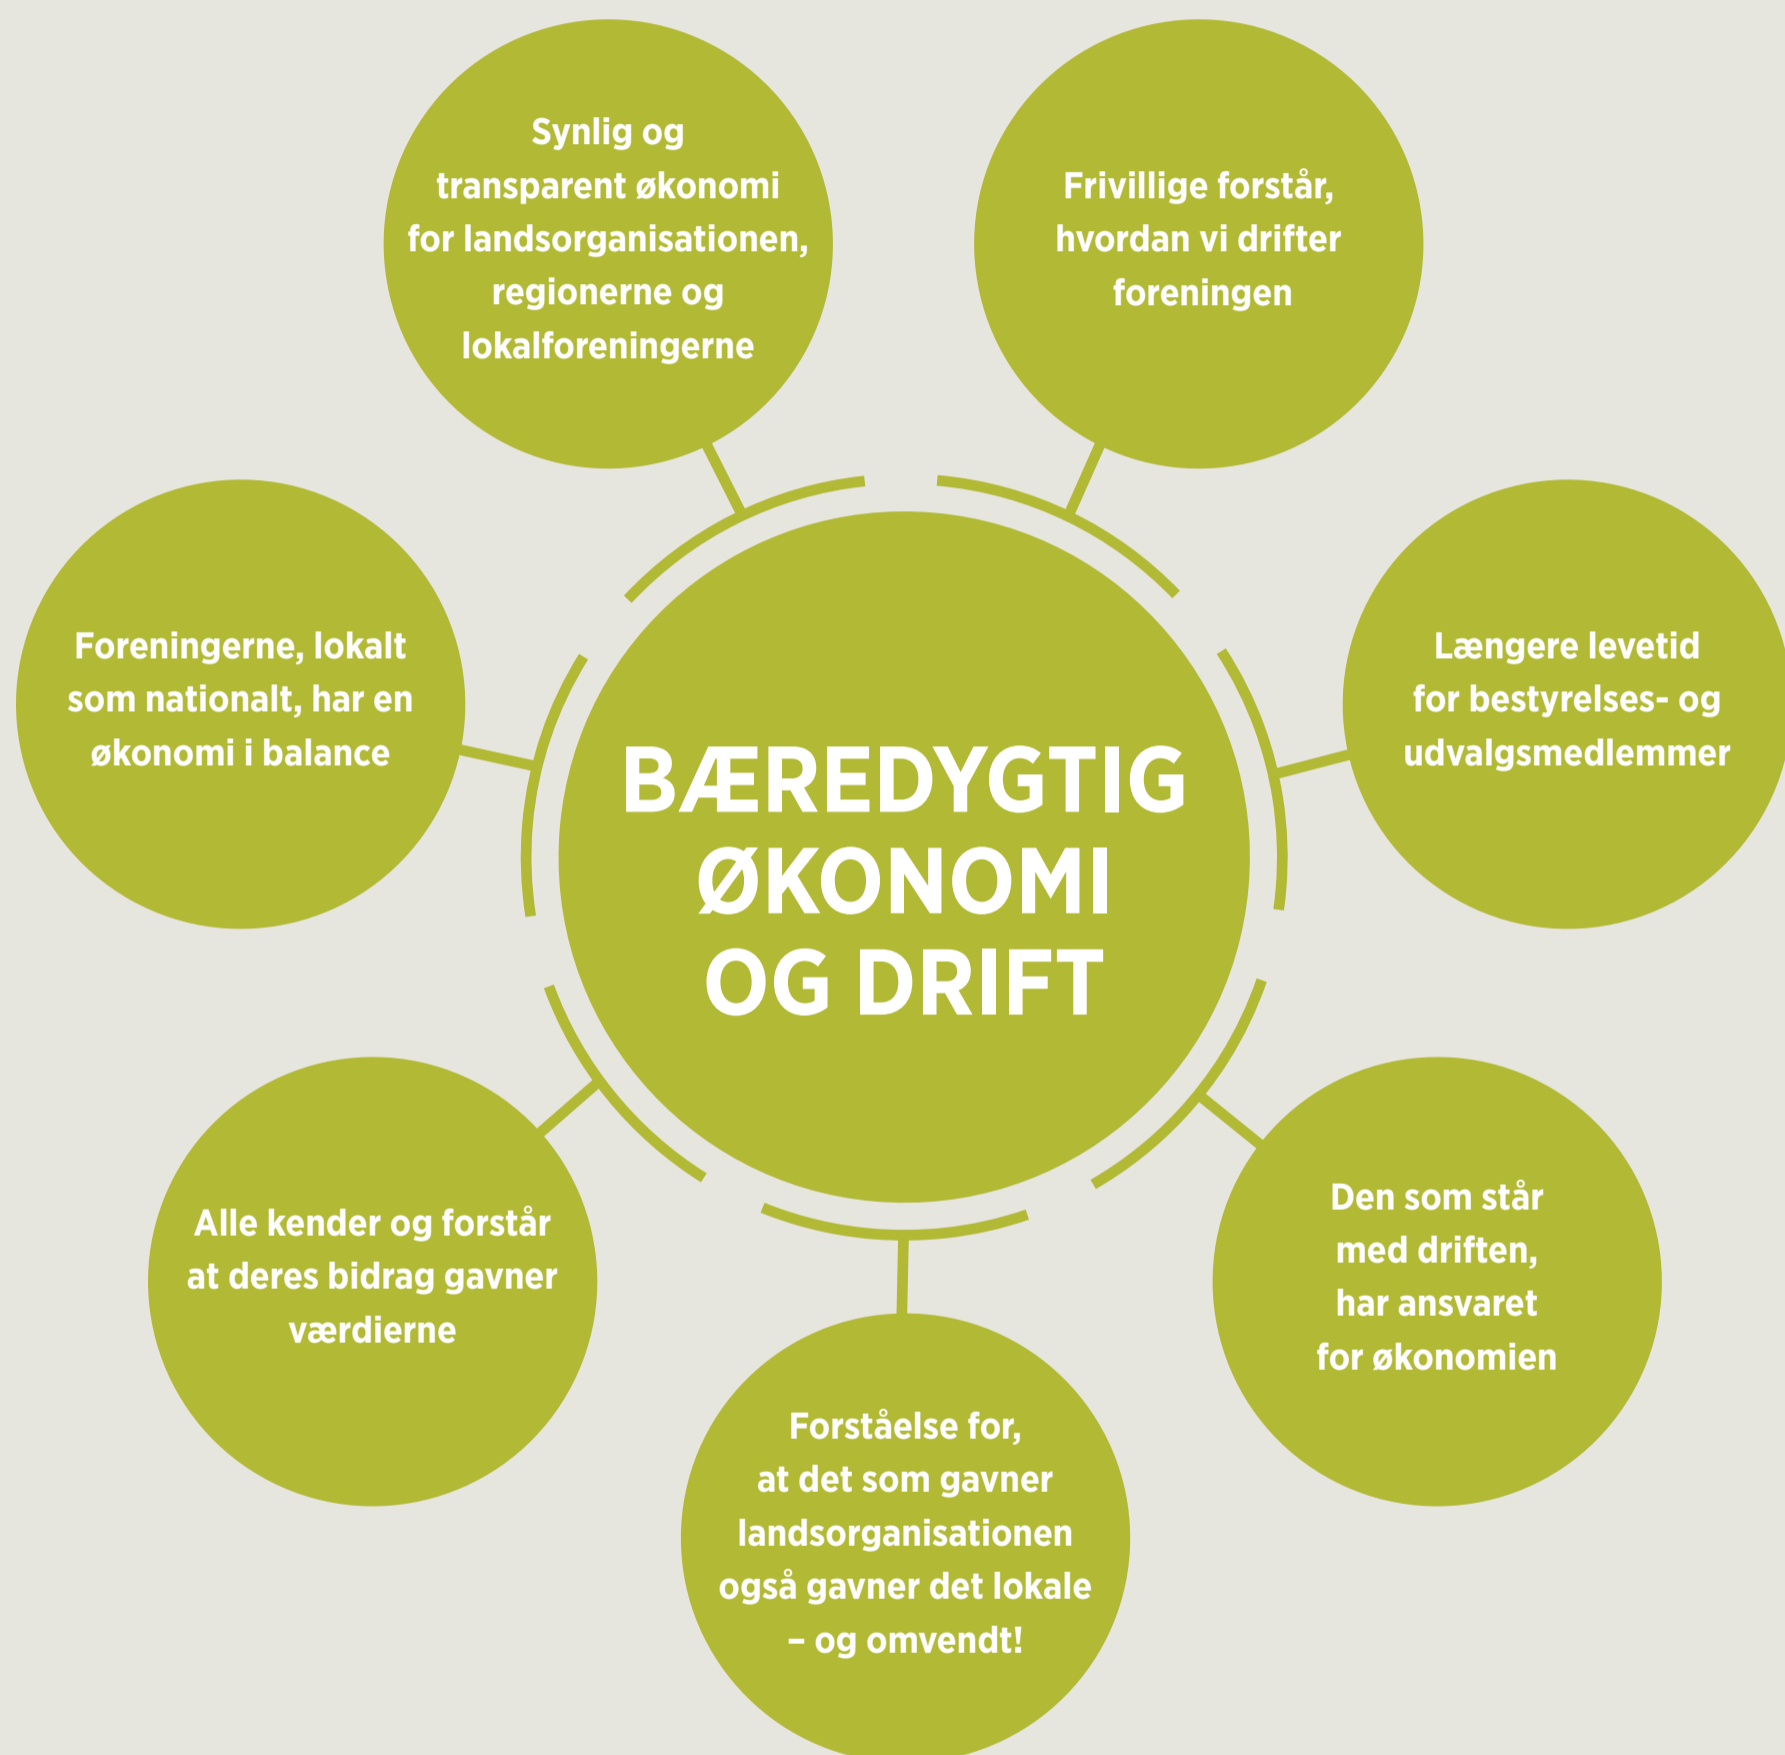 Synlig og
transparent økonomi
for landsorganisationen,
regionerne og
lokalforeningerne
Frivillige forstår,
hvordan vi drifter
foreningen
Foreningerne, lokalt
som nationalt, har en
økonomi i balance
Længere levetid
for bestyrelses- og
udvalgsmedlemmer
BÆREDYGTIG
ØKONOMI
OG DRIFT
Alle kender og forstår
at deres bidrag gavner
værdierne
Den som står
med driften,
har ansvaret
for økonomien
Forståelse for,
at det som gavner
landsorganisationen
også gavner det lokale
– og omvendt!